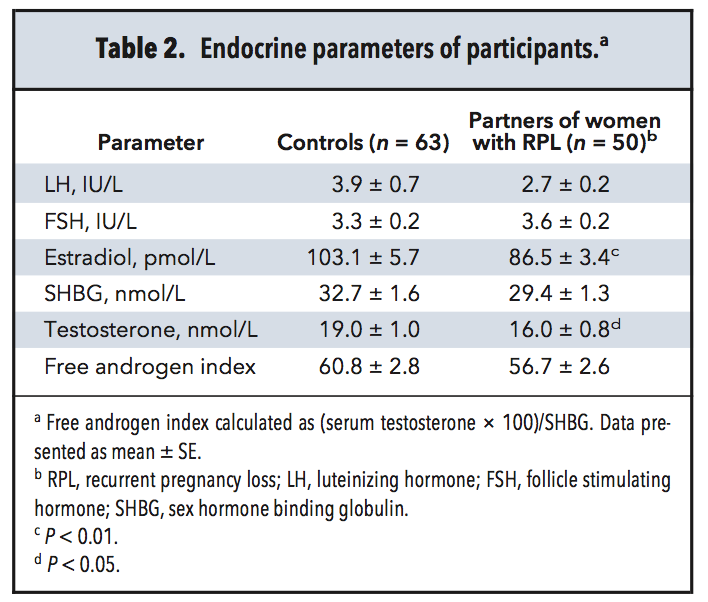 Table 2. Endocrine parameters of participants.ᵃ
Parameter Controls (n = 63) Partners of women with RPL (n = 50)ᵇ
LH, IU/L 3.9 ± 0.7 2.7 ± 0.2
FSH, IU/L 3.3 ± 0.2 3.6 ± 0.2
Estradiol, pmol/L 103.1 ± 5.7 86.5 ± 3.4ᶜ
SHBG, nmol/L 32.7 ± 1.6 29.4 ± 1.3
Testosterone, nmol/L 19.0 ± 1.0 16.0 ± 0.8ᵈ
Free androgen index 60.8 ± 2.8 56.7 ± 2.6
ᵃ Free androgen index calculated as (serum testosterone × 100)/SHBG. Data pre-
sented as mean ± SE.
ᵇ RPL, recurrent pregnancy loss; LH, luteinizing hormone; FSH, follicle stimulating
hormone; SHBG, sex hormone binding globulin.
ᶜ P < 0.01.
ᵈ P < 0.05.